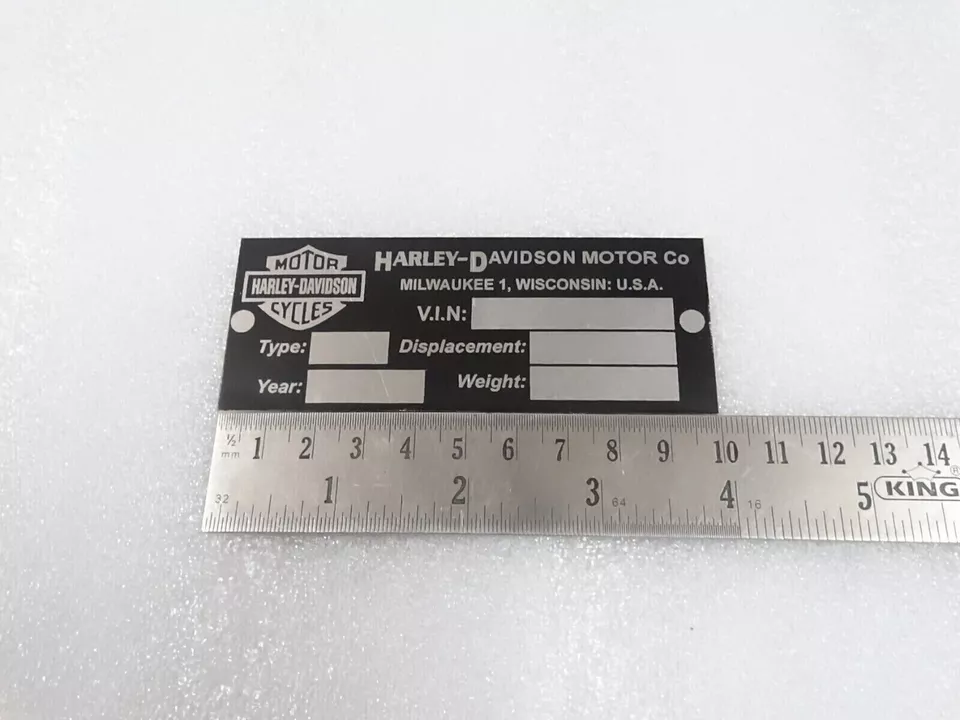 MOTOR
HARLEY-DAVIDSON
CYCLES
HARLEY-DAVIDSON MOTOR Co
MILWAUKEE 1, WISCONSIN: U.S.A.
V.I.N:
Type:
Displacement:
Year:
Weight:
½ mm 1 2 3 4 5 6 7 8 9 10 11 12 13 14
32 1 2 3 64 4 16 5 KING ®